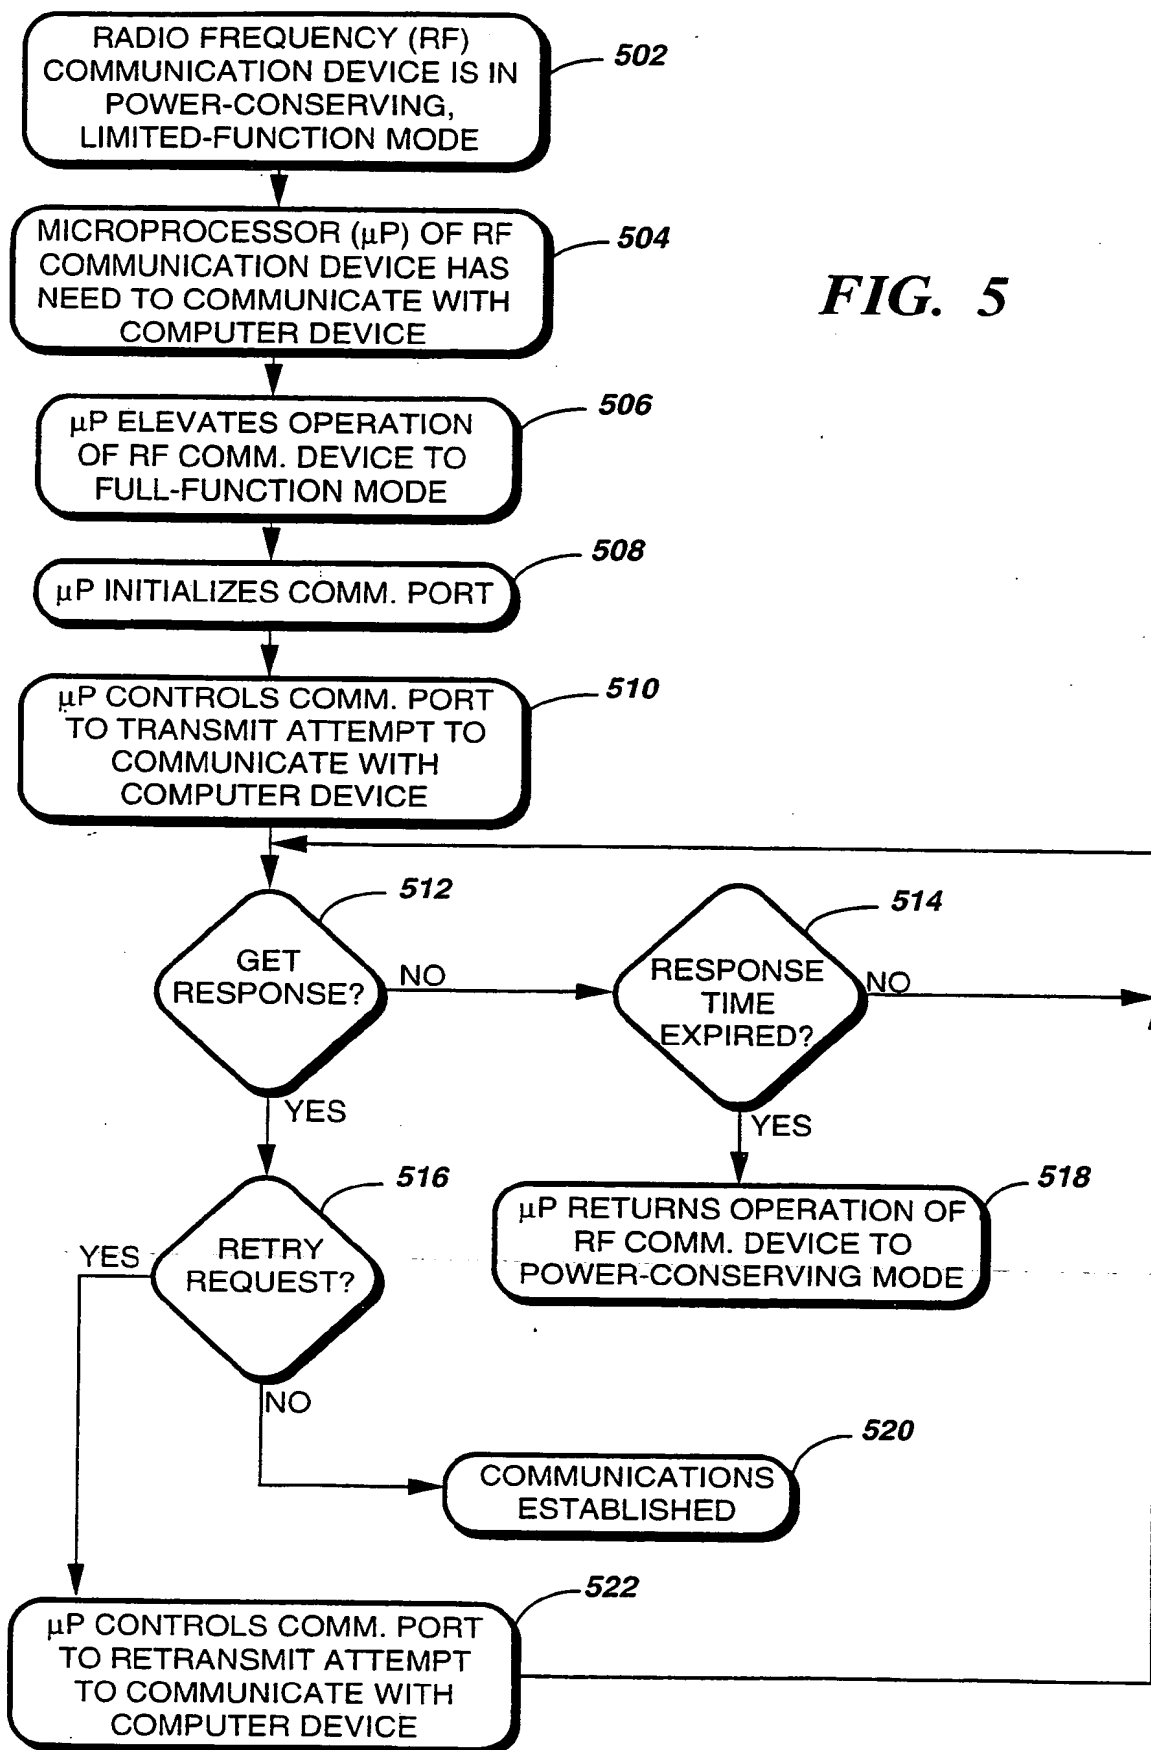 RADIO FREQUENCY (RF)
COMMUNICATION DEVICE IS IN
POWER-CONSERVING,
LIMITED-FUNCTION MODE
502
MICROPROCESSOR (µP) OF RF
COMMUNICATION DEVICE HAS
NEED TO COMMUNICATE WITH
COMPUTER DEVICE
504
FIG. 5
µP ELEVATES OPERATION
OF RF COMM. DEVICE TO
FULL-FUNCTION MODE
506
µP INITIALIZES COMM. PORT
508
µP CONTROLS COMM. PORT
TO TRANSMIT ATTEMPT TO
COMMUNICATE WITH
COMPUTER DEVICE
510
GET
RESPONSE?
512
NO
YES
RESPONSE
TIME
EXPIRED?
514
NO
YES
RETRY
REQUEST?
516
YES
NO
µP RETURNS OPERATION OF
RF COMM. DEVICE TO
POWER-CONSERVING MODE
518
COMMUNICATIONS
ESTABLISHED
520
µP CONTROLS COMM. PORT
TO RETRANSMIT ATTEMPT
TO COMMUNICATE WITH
COMPUTER DEVICE
522